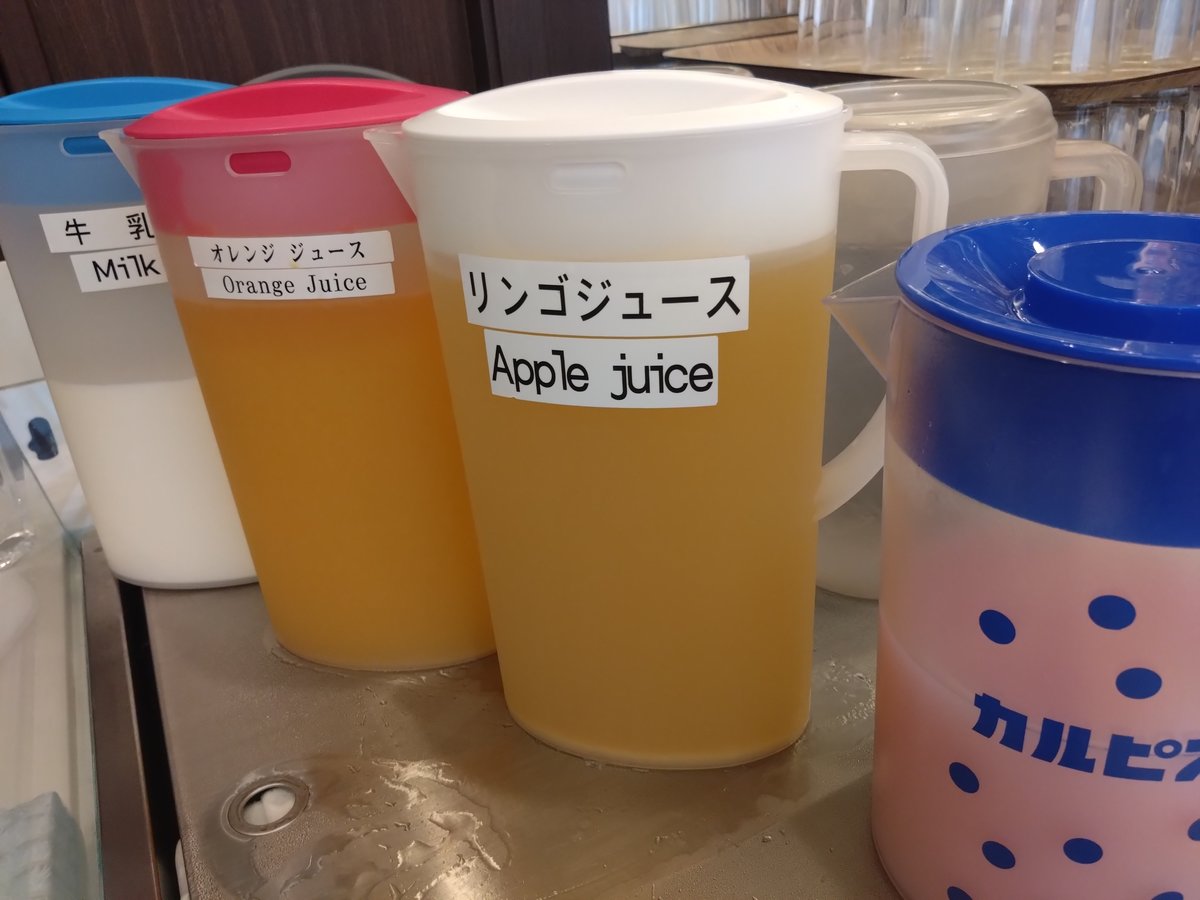 牛 乳
Milk
オレンジ ジュース
Orange Juice
リンゴジュース
Apple juice
カルピス